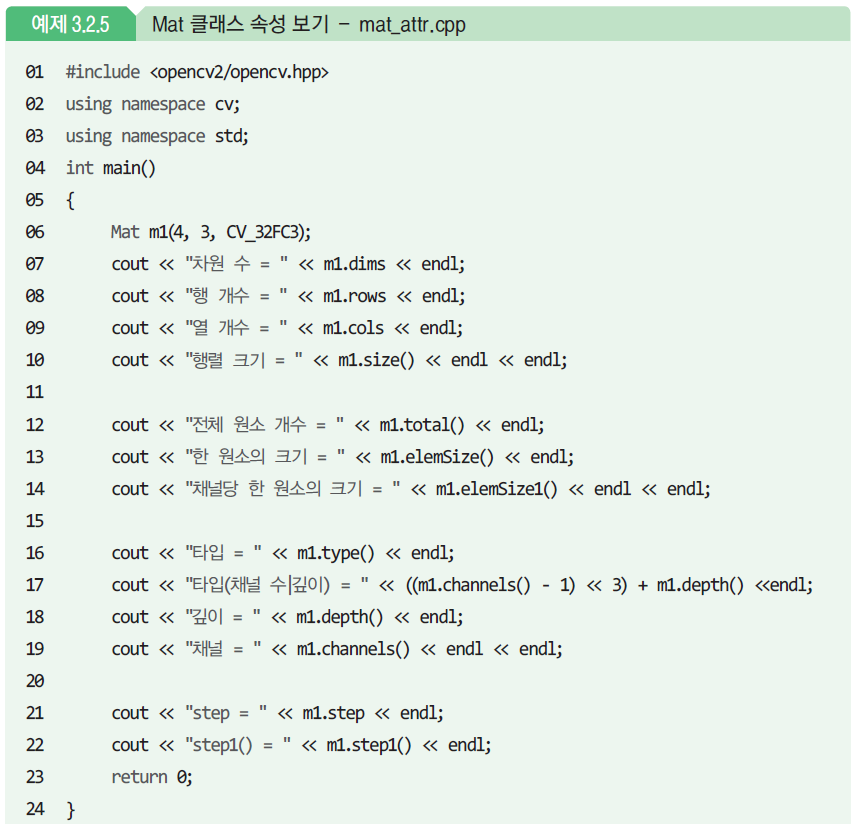 예제 3.2.5 Mat 클래스 속성 보기 - mat_attr.cpp
01 #include <opencv2/opencv.hpp>
02 using namespace cv;
03 using namespace std;
04 int main()
05 {
06 Mat m1(4, 3, CV_32FC3);
07 cout << "차원 수 = " << m1.dims << endl;
08 cout << "행 개수 = " << m1.rows << endl;
09 cout << "열 개수 = " << m1.cols << endl;
10 cout << "행렬 크기 = " << m1.size() << endl << endl;
11
12 cout << "전체 원소 개수 = " << m1.total() << endl;
13 cout << "한 원소의 크기 = " << m1.elemSize() << endl;
14 cout << "채널당 한 원소의 크기 = " << m1.elemSize1() << endl << endl;
15
16 cout << "타입 = " << m1.type() << endl;
17 cout << "타입(채널 수|깊이) = " << ((m1.channels() - 1) << 3) + m1.depth() <<endl;
18 cout << "깊이 = " << m1.depth() << endl;
19 cout << "채널 = " << m1.channels() << endl << endl;
20
21 cout << "step = " << m1.step << endl;
22 cout << "step1() = " << m1.step1() << endl;
23 return 0;
24 }